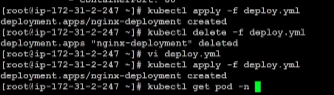 containerPort: 80
[root@ip-172-31-2-247 ~]# kubectl apply -f deploy.yml
deployment.apps/nginx-deployment created
[root@ip-172-31-2-247 ~]# kubectl delete -f deploy.yml
deployment.apps "nginx-deployment" deleted
[root@ip-172-31-2-247 ~]# vi deploy.yml
[root@ip-172-31-2-247 ~]# kubectl apply -f deploy.yml
deployment.apps/nginx-deployment created
[root@ip-172-31-2-247 ~]# kubectl get pod -n